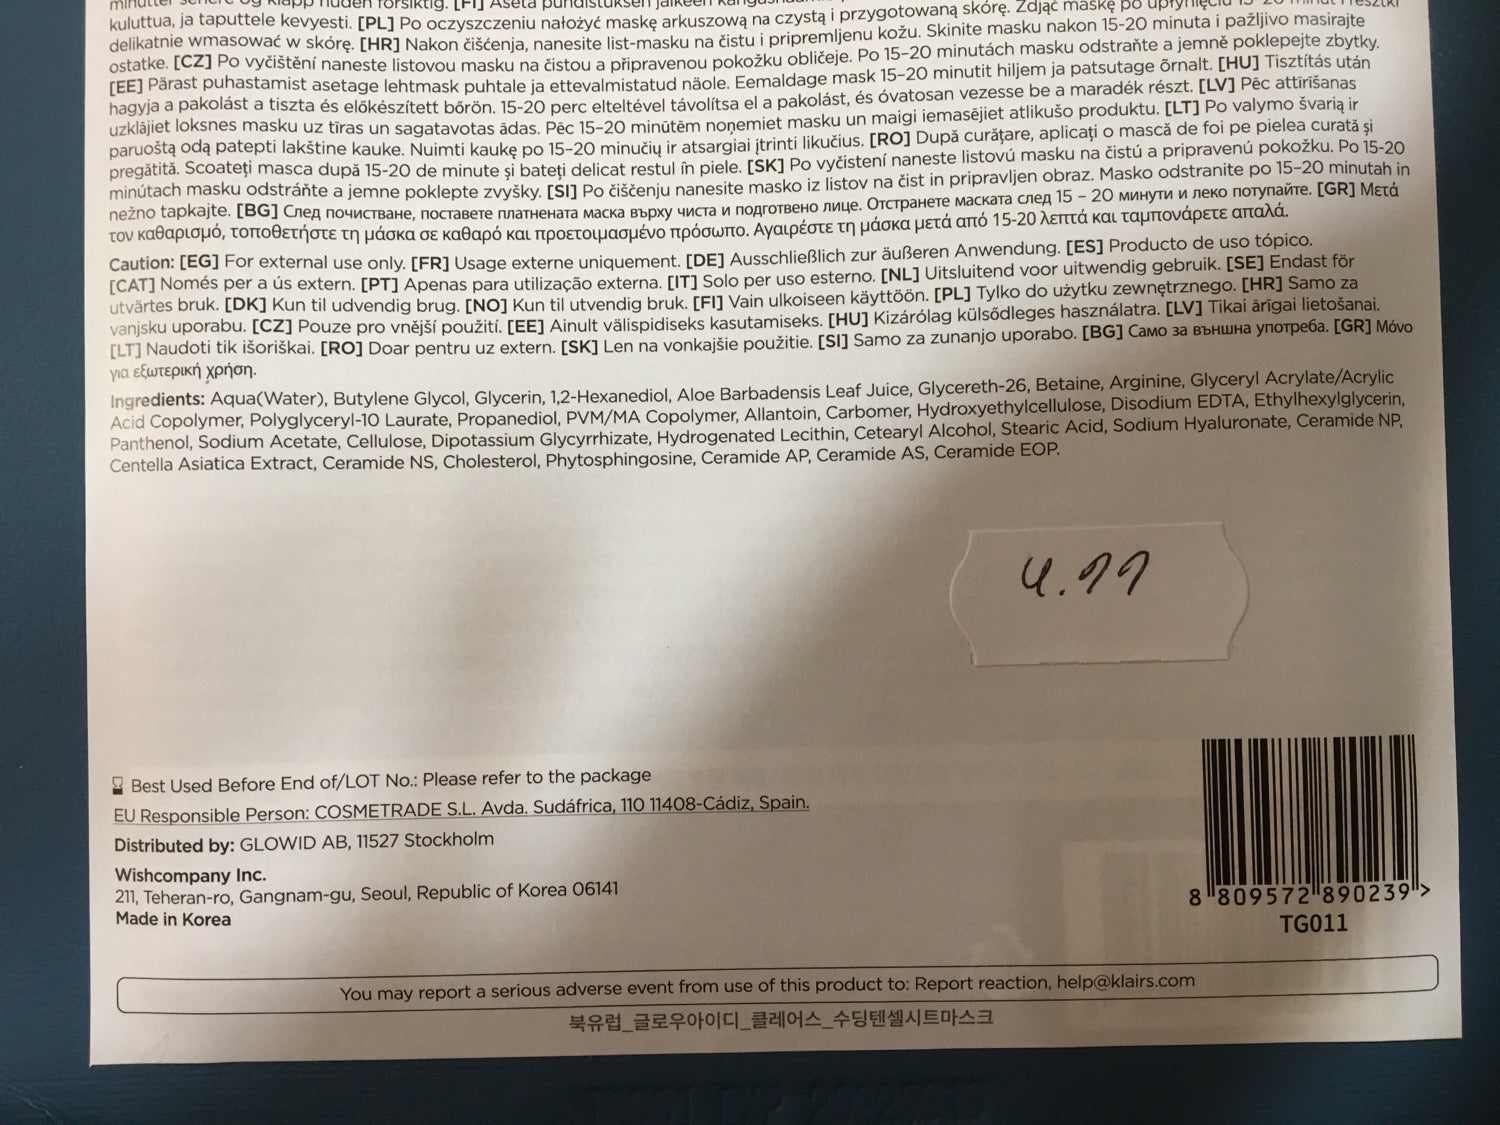 kuluttua, ja taputtele kevyesti. [PL] Po oczyszczeniu nałożyć maskę arkuszową na czystą i przygotowaną skórę. Zdjąć maskę po upłynięciu 15-20 minut i resztki
delikatnie wmasować w skórę. [HR] Nakon čišćenja, nanesite list-masku na čistu i pripremljenu kožu. Skinite masku nakon 15-20 minuta i pažljivo masirajte
ostatke. [CZ] Po vyčištění naneste listovou masku na čistou a připravenou pokožku obličeje. Po 15-20 minutách masku odstraňte a jemně poklepejte zbytky.
[EE] Pärast puhastamist asetage lehtmask puhtale ja ettevalmistatud näole. Eemaldage mask 15-20 minutit hiljem ja patsutage õrnalt. [HU] Tisztítás után
hagyja a pakolást a tiszta és előkészített bőrön. 15-20 perc elteltével távolítsa el a pakolást, és óvatosan vezesse be a maradék részt. [LV] Pēc attīrīšanas
uzklājiet loksnes masku uz tīras un sagatavotas ādas. Pēc 15-20 minūtēm noņemiet masku un maigi iemasējiet atlikušo produktu. [LT] Po valymo švarią ir
paruoštą odą patepti lakštine kauke. Nuimti kaukę po 15-20 minučių ir atsargiai įtrinti likučius. [RO] După curățare, aplicați o mască de foi pe pielea curată și
pregătită. Scoateți masca după 15-20 de minute și bateți delicat restul în piele. [SK] Po vyčistení naneste listovú masku na čistú a pripravenú pokožku. Po 15-20
minútach masku odstráňte a jemne poklepte zvyšky. [SI] Po čiščenju nanesite masko iz listov na čist in pripravljen obraz. Masko odstranite po 15-20 minutah in
nežno tapkajte. [BG] След почистване, поставете платнената маска върху чиста и подготвено лице. Отстранете маската след 15 - 20 минути и леко потупайте. [GR] Μετά
τον καθαρισμό, τοποθετήστε τη μάσκα σε καθαρό και προετοιμασμένο πρόσωπο. Αγαιρέστε τη μάσκα μετά από 15-20 λεπτά και ταμπονάρετε απαλά.
Caution: [EG] For external use only. [FR] Usage externe uniquement. [DE] Ausschließlich zur äußeren Anwendung. [ES] Producto de uso tópico.
[CAT] Només per a ús extern. [PT] Apenas para utilização externa. [IT] Solo per uso esterno. [NL] Uitsluitend voor uitwendig gebruik. [SE] Endast för
utvärtes bruk. [DK] Kun til udvendig brug. [NO] Kun til utvendig bruk. [FI] Vain ulkoiseen käyttöön. [PL] Tylko do użytku zewnętrznego. [HR] Samo za
vanjsku uporabu. [CZ] Pouze pro vnější použití. [EE] Ainult välispidiseks kasutamiseks. [HU] Kizárólag külsődleges használatra. [LV] Tikai ārīgai lietošanai.
[LT] Naudoti tik išoriškai. [RO] Doar pentru uz extern. [SK] Len na vonkajšie použitie. [SI] Samo za zunanjo uporabo. [BG] Само за външна употреба. [GR] Μόνο
για εξωτερική χρήση.
Ingredients: Aqua(Water), Butylene Glycol, Glycerin, 1,2-Hexanediol, Aloe Barbadensis Leaf Juice, Glycereth-26, Betaine, Arginine, Glyceryl Acrylate/Acrylic
Acid Copolymer, Polyglyceryl-10 Laurate, Propanediol, PVM/MA Copolymer, Allantoin, Carbomer, Hydroxyethylcellulose, Disodium EDTA, Ethylhexylglycerin,
Panthenol, Sodium Acetate, Cellulose, Dipotassium Glycyrrhizate, Hydrogenated Lecithin, Cetearyl Alcohol, Stearic Acid, Sodium Hyaluronate, Ceramide NP,
Centella Asiatica Extract, Ceramide NS, Cholesterol, Phytosphingosine, Ceramide AP, Ceramide AS, Ceramide EOP.
4.99
Best Used Before End of/LOT No.: Please refer to the package
EU Responsible Person: COSMETRADE S.L. Avda. Sudáfrica, 110 11408-Cádiz, Spain.
Distributed by: GLOWID AB, 11527 Stockholm
Wishcompany Inc.
211, Teheran-ro, Gangnam-gu, Seoul, Republic of Korea 06141
Made in Korea
8 809572 890239 >
TG011
You may report a serious adverse event from use of this product to: Report reaction, help@klairs.com
북유럽_글로우아이디_클레어스_수딩텐셀시트마스크